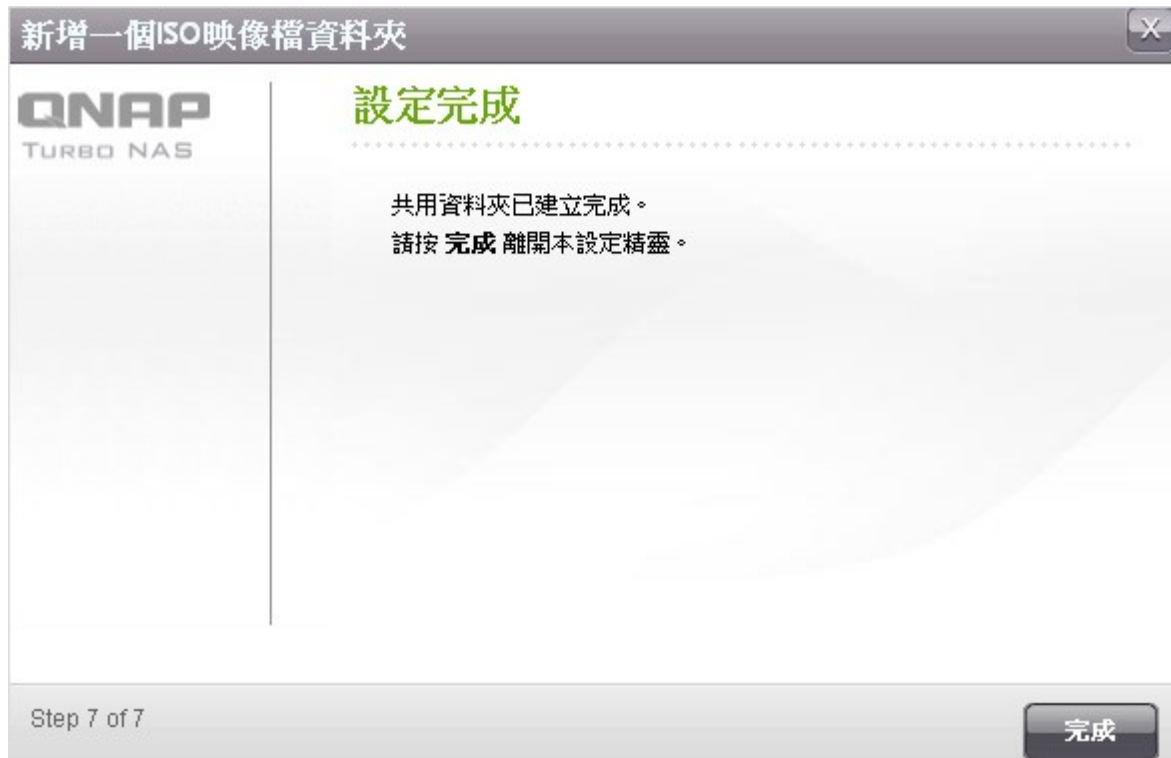 新增一個ISO映像檔資料夾
X
QNAP
TURBO NAS
設定完成
共用資料夾已建立完成。
請按 完成 離開本設定精靈。
Step 7 of 7
完成